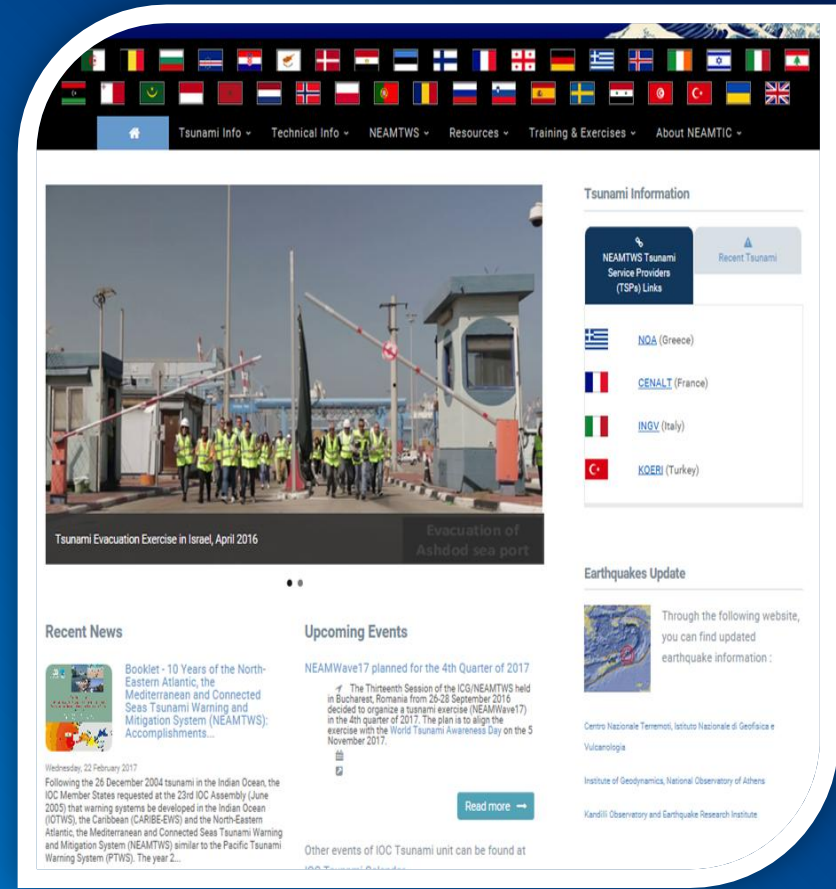 Tsunami Info
Technical Info
NEAMTWS
Resources
Training & Exercises
About NEAMTIC
Tsunami Evacuation Exercise in Israel, April 2016
Evacuation of
Ashdod sea port
Tsunami Information
NEAMTWS Tsunami
Service Providers
(TSPs) Links
Recent Tsunami
NOA (Greece)
CENALT (France)
INGV (Italy)
KOERI (Turkey)
Earthquakes Update
Through the following website,
you can find updated
earthquake information :
Centro Nazionale Terremoti, Istituto Nazionale di Geofisica e
Vulcanologia
Institute of Geodynamics, National Observatory of Athens
Kandilli Observatory and Earthquake Research Institute
Recent News
Booklet - 10 Years of the North-
Eastern Atlantic, the
Mediterranean and Connected
Seas Tsunami Warning and
Mitigation System (NEAMTWS):
Accomplishments...
Wednesday, 22 February 2017
Following the 26 December 2004 tsunami in the Indian Ocean, the
IOC Member States requested at the 23rd IOC Assembly (June
2005) that warning systems be developed in the Indian Ocean
(IOTWS), the Caribbean (CARIBE-EWS) and the North-Eastern
Atlantic, the Mediterranean and Connected Seas Tsunami Warning
and Mitigation System (NEAMTWS) similar to the Pacific Tsunami
Warning System (PTWS). The year 2...
Upcoming Events
NEAMWave17 planned for the 4th Quarter of 2017
The Thirteenth Session of the ICG/NEAMTWS held
in Bucharest, Romania from 26-28 September 2016
decided to organize a tusnami exercise (NEAMWave17)
in the 4th quarter of 2017. The plan is to align the
exercise with the World Tsunami Awareness Day on the 5
November 2017.
Read more →
Other events of IOC Tsunami unit can be found at